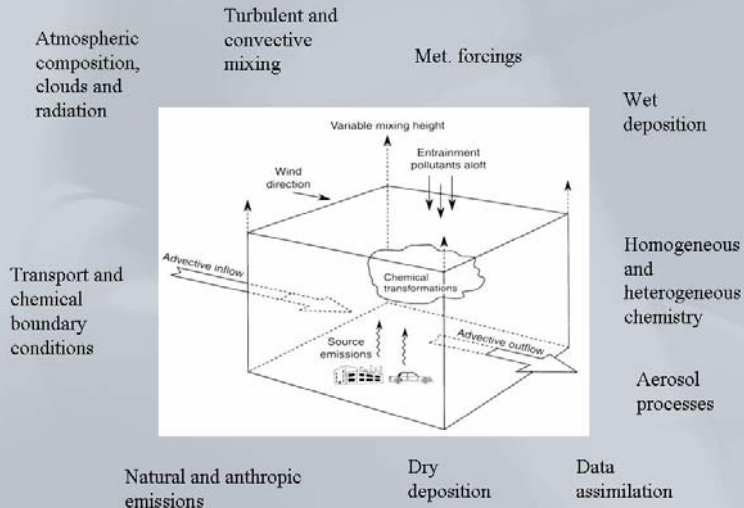 Turbulent and
convective
mixing
Atmospheric
composition,
clouds and
radiation
Met. forcings
Wet
deposition
Variable mixing height
Entrainment
pollutants aloft
Wind
direction
Advective inflow
Chemical
transformations
Transport and
chemical
boundary
conditions
Homogeneous
and
heterogeneous
chemistry
Source
emissions
Advective outflow
Aerosol
processes
Natural and anthropic
emissions
Dry
deposition
Data
assimilation